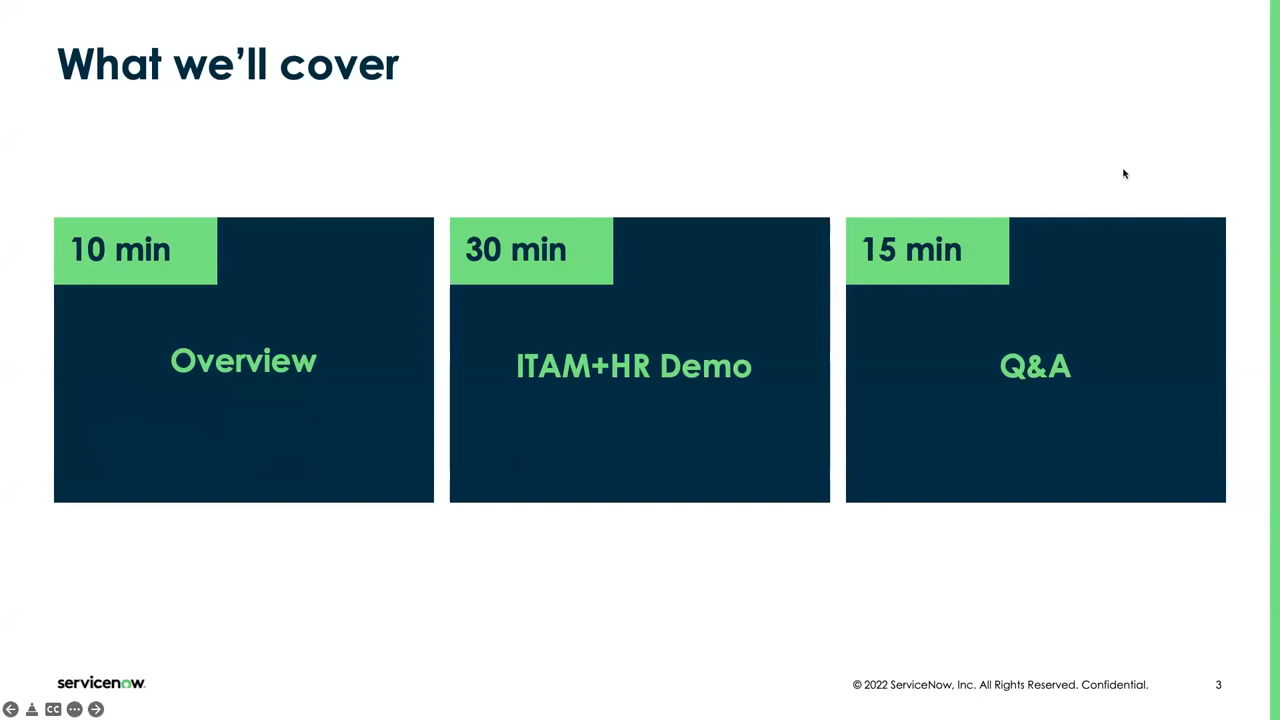 What we’ll cover
10 min
Overview
30 min
ITAM+HR Demo
15 min
Q&A
servicenow.
© 2022 ServiceNow, Inc. All Rights Reserved. Confidential.
3
CC